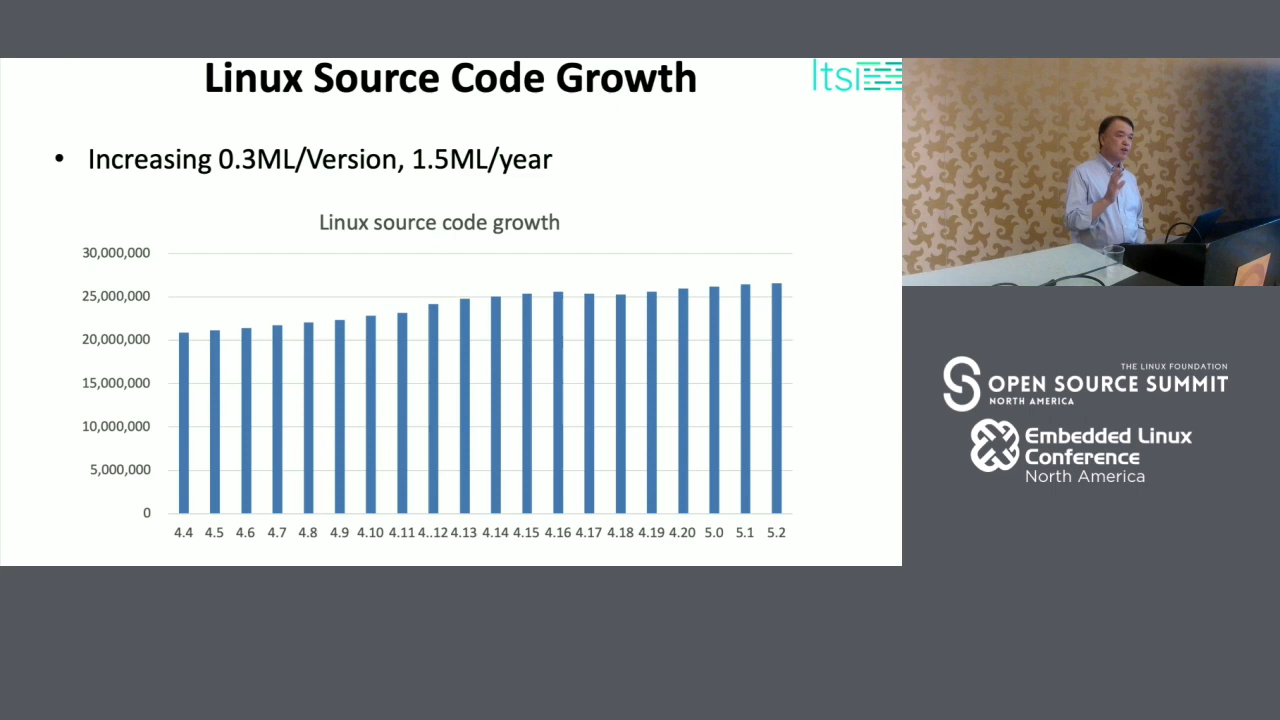 Linux Source Code Growth
ltsi
• Increasing 0.3ML/Version, 1.5ML/year
Linux source code growth
30,000,000
25,000,000
20,000,000
15,000,000
10,000,000
5,000,000
0
4.4 4.5 4.6 4.7 4.8 4.9 4.10 4.11 4..12 4.13 4.14 4.15 4.16 4.17 4.18 4.19 4.20 5.0 5.1 5.2
THE LINUX FOUNDATION
OPEN SOURCE SUMMIT
NORTH AMERICA
Embedded Linux
Conference
North America